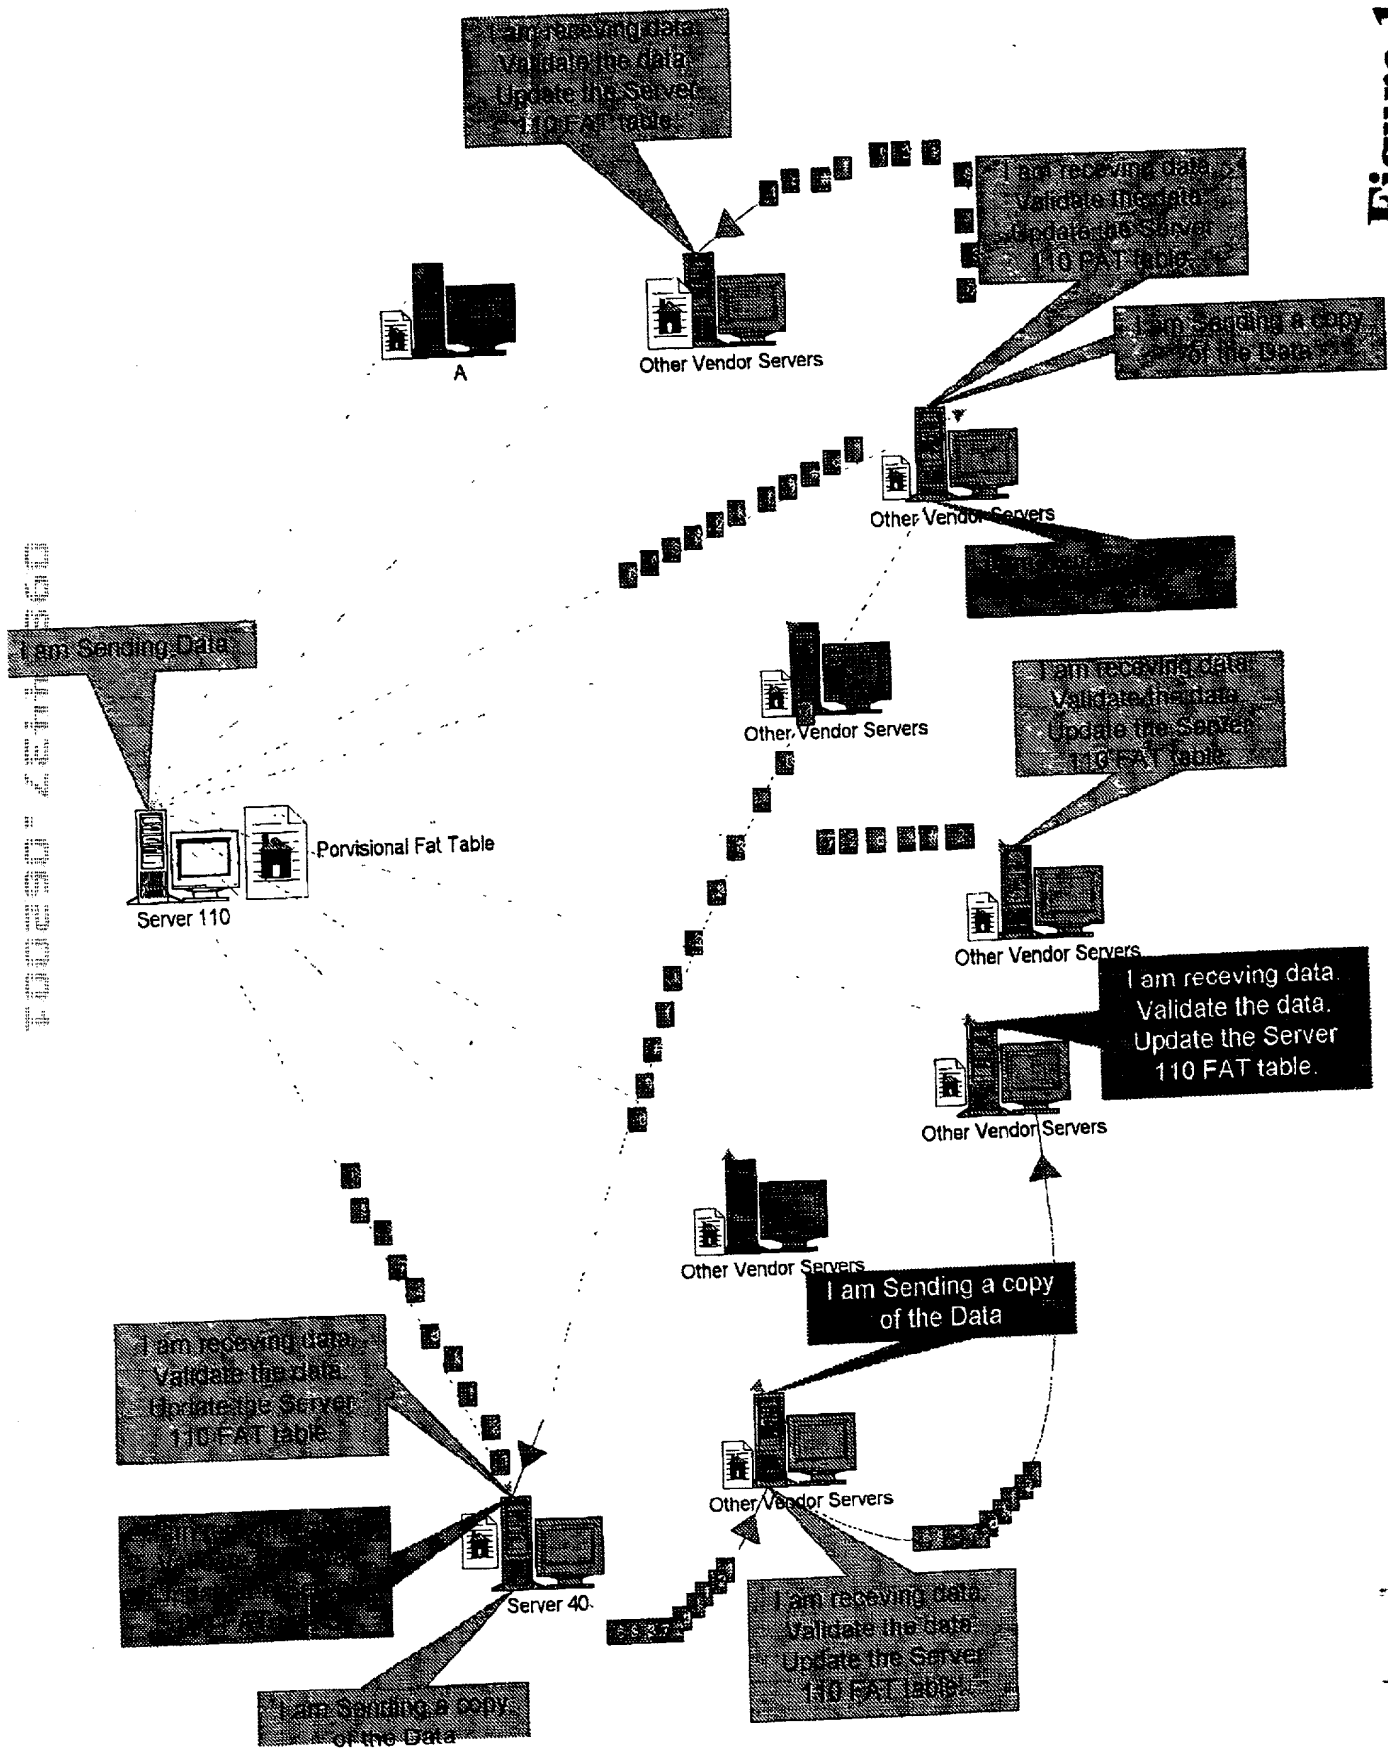 I am receving data.
Validate the data.
Update the Server
110 FAT table.
I am receving data.
Validate the data.
Update the Server
110 FAT table.
I am Sending a copy
of the Data
A
Other Vendor Servers
Other Vendor Servers
I am Sending Data
Other Vendor Servers
I am receving data.
Validate the data.
Update the Server
110 FAT table.
Porvisional Fat Table
Server 110
Other Vendor Servers
I am receving data.
Validate the data.
Update the Server
110 FAT table.
Other Vendor Servers
Other Vendor Servers
I am Sending a copy
of the Data
I am receving data.
Validate the data.
Update the Server
110 FAT table.
Other Vendor Servers
Server 40
I am receving data.
Validate the data.
Update the Server
110 FAT table.
I am Sending a copy
of the Data